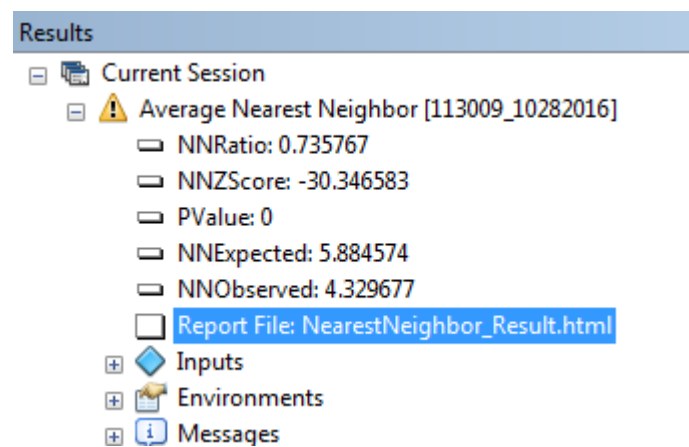 Results
Current Session
Average Nearest Neighbor [113009_10282016]
NNRatio: 0.735767
NNZScore: -30.346583
PValue: 0
NNExpected: 5.884574
NNObserved: 4.329677
Report File: NearestNeighbor_Result.html
Inputs
Environments
Messages